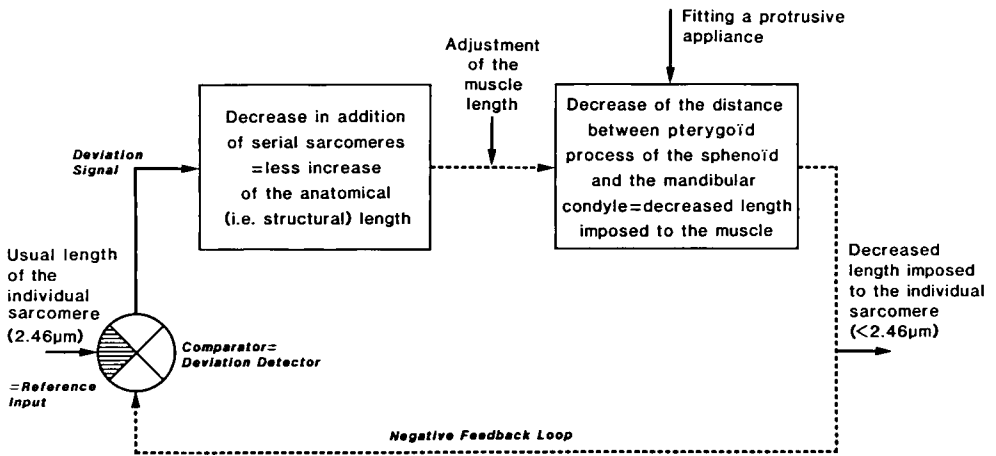 Fitting a protrusive
appliance
Adjustment
of the
muscle
length
Decrease in addition
of serial sarcomeres
=less increase
of the anatomical
(i.e. structural) length
Decrease of the distance
between pterygoïd
process of the sphenoïd
and the mandibular
condyle=decreased length
imposed to the muscle
Deviation
Signal
Usual length
of the
individual
sarcomere
(2.46µm)
=Reference
Input
Comparator=
Deviation Detector
Decreased
length imposed
to the individual
sarcomere
(<2.46µm)
Negative Feedback Loop